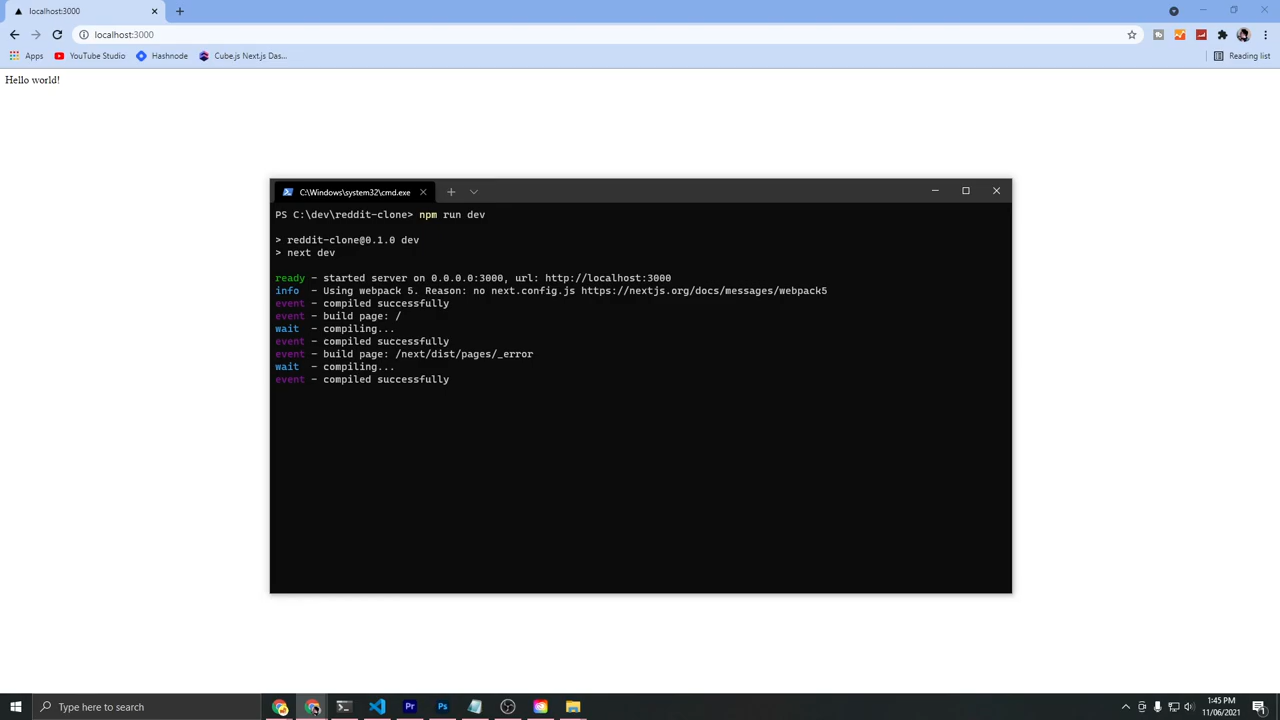 localhost:3000
localhost:3000
Apps YouTube Studio Hashnode Cube.js Next.js Das... Reading list
Hello world!
C:\Windows\system32\cmd.exe
PS C:\dev\reddit-clone> npm run dev
> reddit-clone@0.1.0 dev
> next dev
ready - started server on 0.0.0.0:3000, url: http://localhost:3000
info - Using webpack 5. Reason: no next.config.js https://nextjs.org/docs/messages/webpack5
event - compiled successfully
event - build page: /
wait - compiling...
event - compiled successfully
event - build page: /next/dist/pages/_error
wait - compiling...
event - compiled successfully
Type here to search
Pr
Ps
1:45 PM
11/06/2021